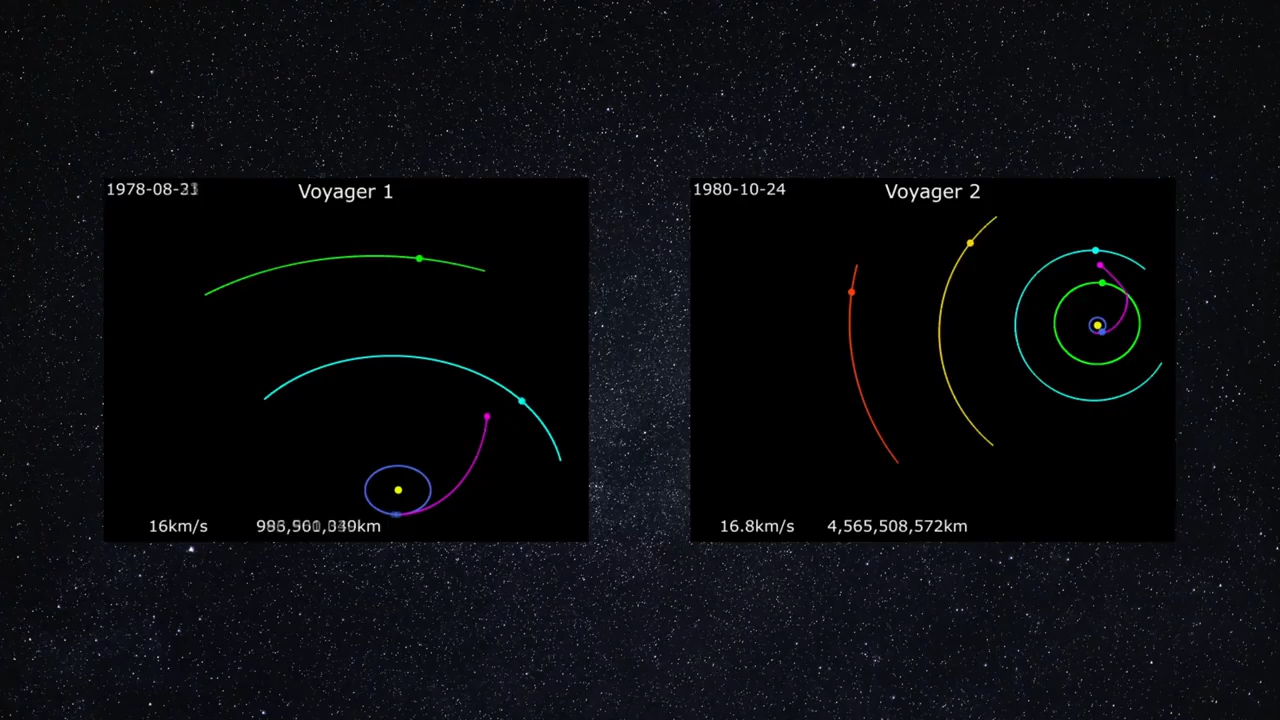 Voyager 1
16km/s
1980-10-24
Voyager 2
16.8km/s 4,565,508,572km